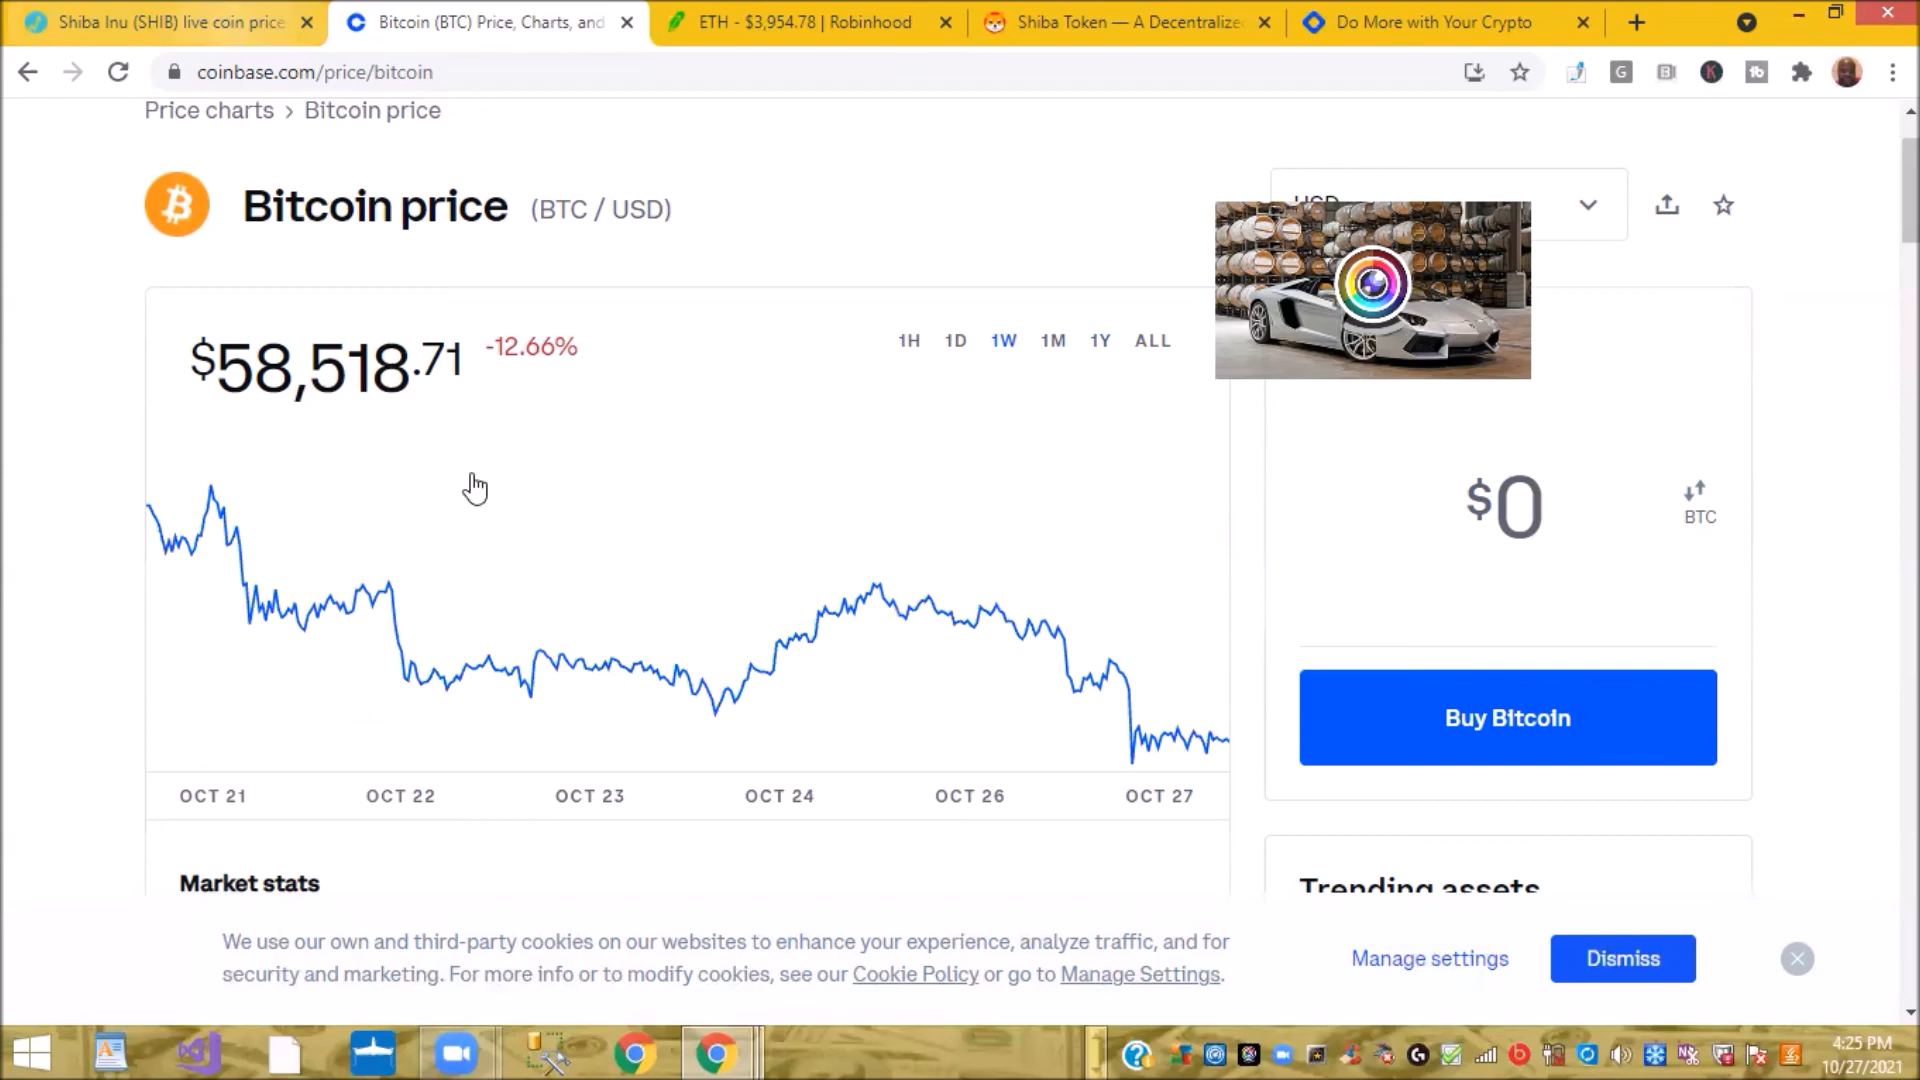 Shiba Inu (SHIB) live coin price
Bitcoin (BTC) Price, Charts, and
ETH - $3,954.78 | Robinhood
Shiba Token — A Decentralize
Do More with Your Crypto
coinbase.com/price/bitcoin
Price charts › Bitcoin price
Bitcoin price (BTC / USD)
USD
$58,518.71 -12.66%
1H 1D 1W 1M 1Y ALL
$0
BTC
Buy Bitcoin
OCT 21 OCT 22 OCT 23 OCT 24 OCT 26 OCT 27
Market stats
Trending assets
We use our own and third-party cookies on our websites to enhance your experience, analyze traffic, and for
security and marketing. For more info or to modify cookies, see our Cookie Policy or go to Manage Settings.
Manage settings
Dismiss
4:25 PM
10/27/2021